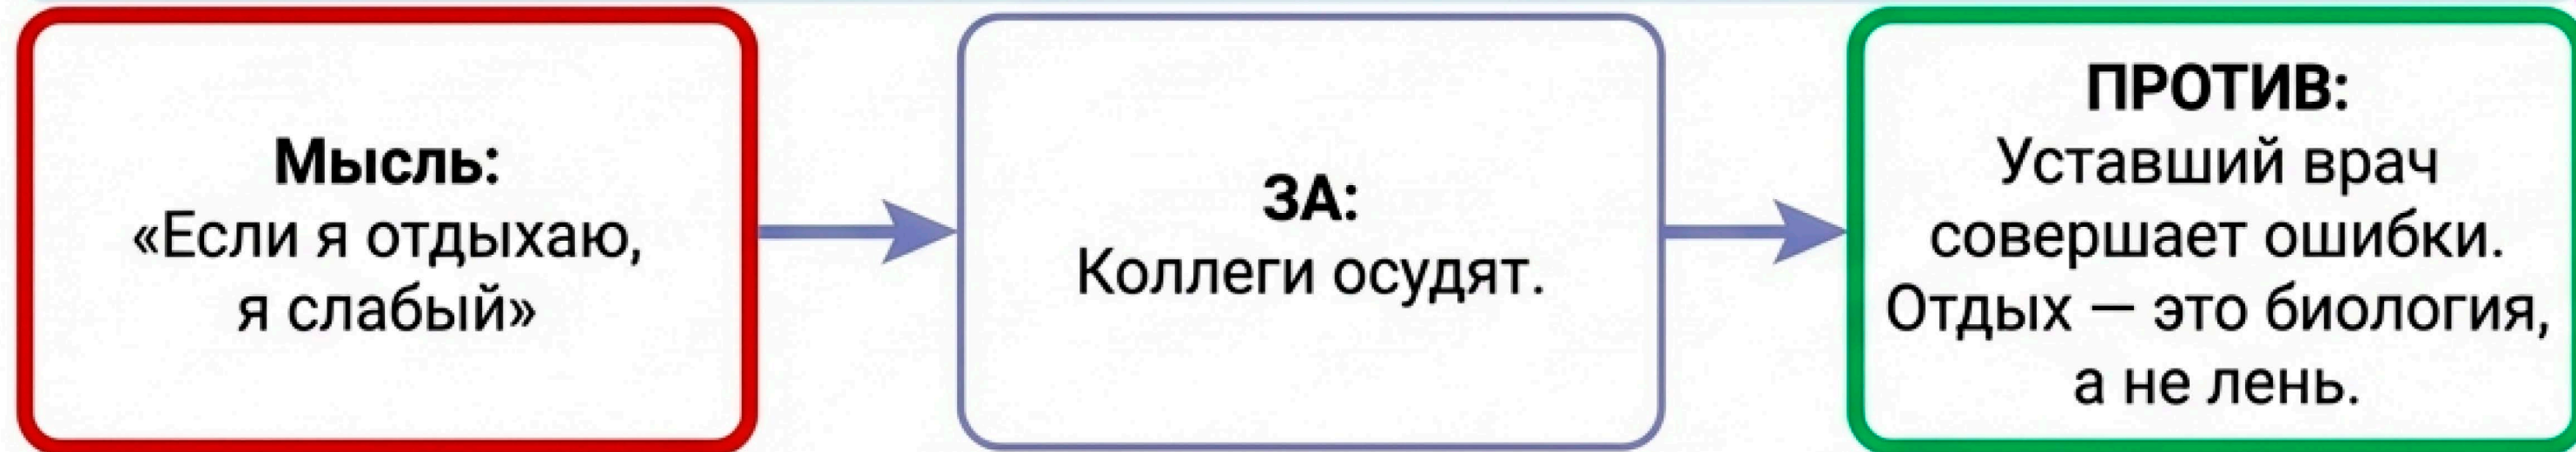 Мысль:
«Если я отдыхаю,
я слабый»
ЗА:
Коллеги осудят.
ПРОТИВ:
Уставший врач
совершает ошибки.
Отдых — это биология,
а не лень.